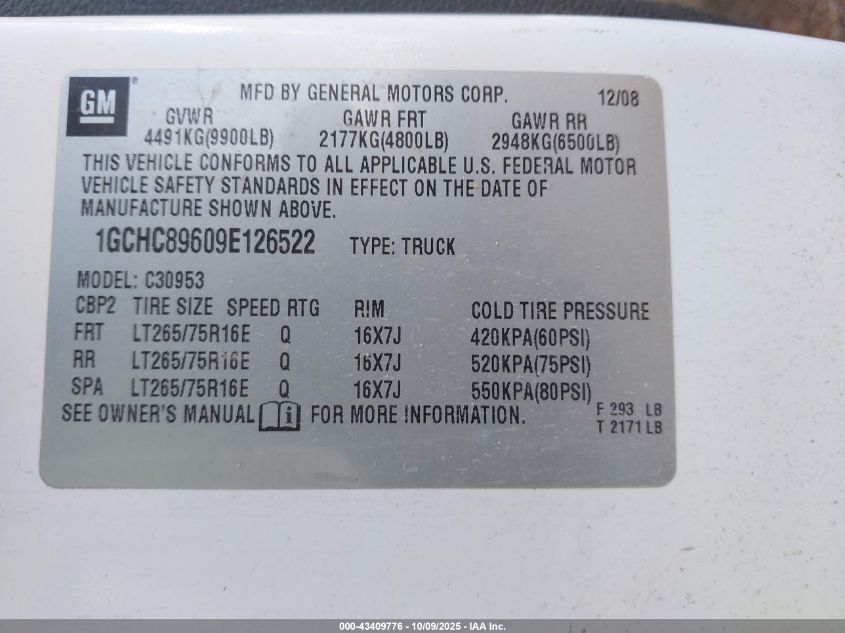 GM ®
MFD BY GENERAL MOTORS CORP. 12/08
GVWR GAWR FRT GAWR RR
4491KG(9900LB) 2177KG(4800LB) 2948KG(6500LB)
THIS VEHICLE CONFORMS TO ALL APPLICABLE U.S. FEDERAL MOTOR
VEHICLE SAFETY STANDARDS IN EFFECT ON THE DATE OF
MANUFACTURE SHOWN ABOVE.
1GCHC89609E126522 TYPE: TRUCK
MODEL: C30953
CBP2 TIRE SIZE SPEED RTG RIM COLD TIRE PRESSURE
FRT LT265/75R16E Q 16X7J 420KPA(60PSI)
RR LT265/75R16E Q 16X7J 520KPA(75PSI)
SPA LT265/75R16E Q 16X7J 550KPA(80PSI)
SEE OWNER'S MANUAL i FOR MORE INFORMATION.
F 293 LB
T 2171 LB
000-43409776 - 10/09/2025 - IAA Inc.